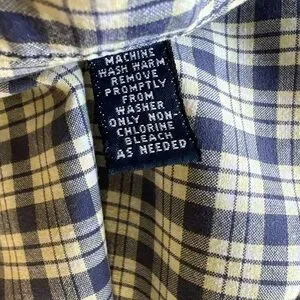 MACHINE
WASH WARM
REMOVE
PROMPTLY
FROM
WASHER
ONLY NON-
CHLORINE
BLEACH
AS NEEDED